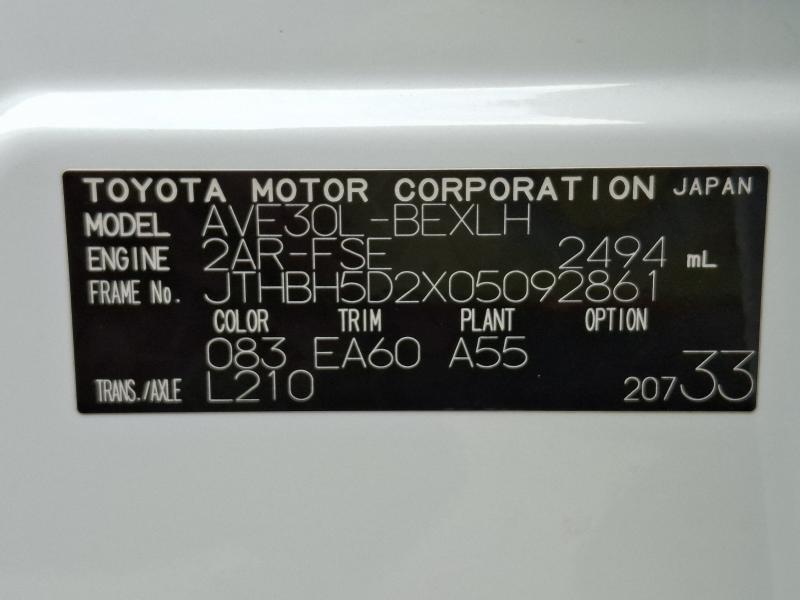 TOYOTA MOTOR CORPORATION JAPAN
MODEL AVE30L-BEXLH
ENGINE 2AR-FSE 2494 mL
FRAME No. JTHBH5D2X05092861
COLOR TRIM PLANT OPTION
083 EA60 A55
TRANS./AXLE L210 20733